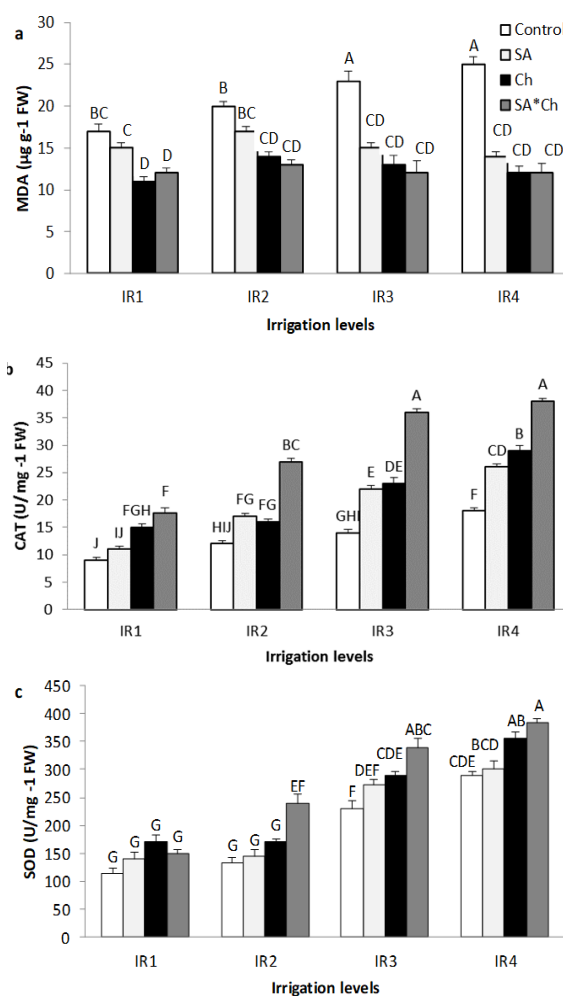 a
Control
SA
Ch
SA*Ch
MDA (µg g-1 FW)
30
25
20
15
10
5
0
BC
C
D
D
B
BC
CD
CD
A
CD
CD
CD
A
CD
CD
CD
IR1
IR2
IR3
IR4
Irrigation levels
b
CAT (U/mg -1 FW)
45
40
35
30
25
20
15
10
5
0
J
IJ
FGH
F
HIJ
FG
FG
BC
GHI
E
DE
A
F
CD
B
A
IR1
IR2
IR3
IR4
Irrigation levels
c
SOD (U/mg -1 FW)
450
400
350
300
250
200
150
100
50
0
G
G
G
G
G
G
G
EF
F
DEF
CDE
ABC
CDE
BCD
AB
A
IR1
IR2
IR3
IR4
Irrigation levels